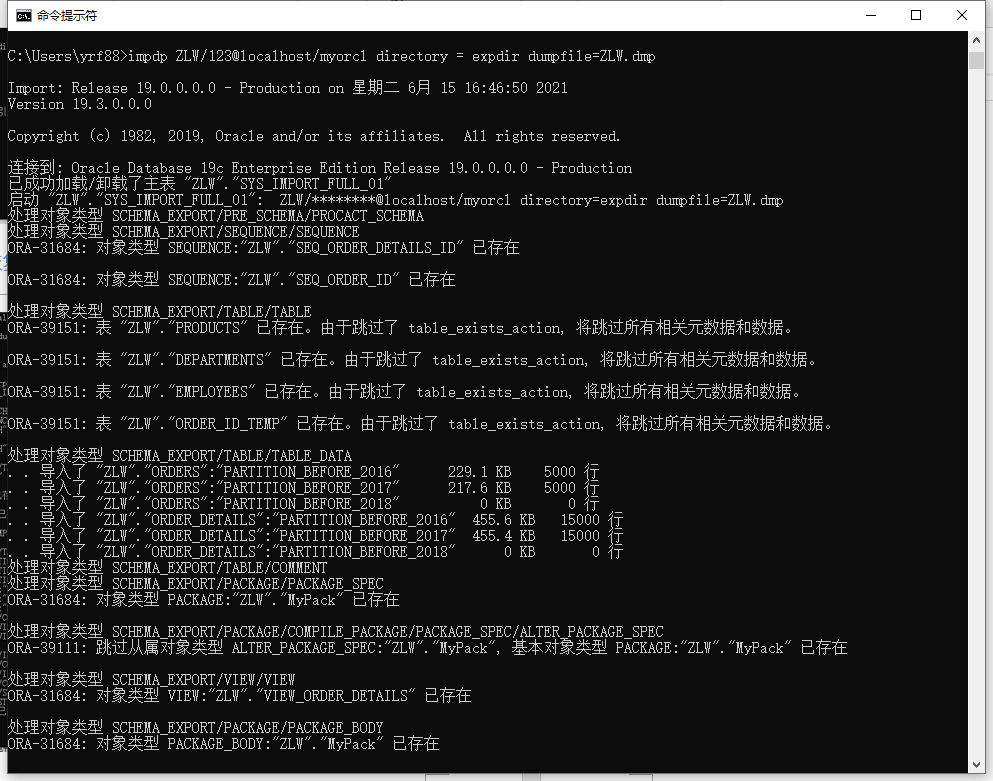 命令提示符
C:\Users\yrf88>impdp ZLW/123@localhost/myorcl directory = expdir dumpfile=ZLW.dmp
Import: Release 19.0.0.0.0 - Production on 星期二 6月 15 16:46:50 2021
Version 19.3.0.0.0
Copyright (c) 1982, 2019, Oracle and/or its affiliates.  All rights reserved.
连接到: Oracle Database 19c Enterprise Edition Release 19.0.0.0.0 - Production
已成功加载/卸载了主表 "ZLW"."SYS_IMPORT_FULL_01"
启动 "ZLW"."SYS_IMPORT_FULL_01":  ZLW/********@localhost/myorcl directory=expdir dumpfile=ZLW.dmp
处理对象类型 SCHEMA_EXPORT/PRE_SCHEMA/PROCACT_SCHEMA
处理对象类型 SCHEMA_EXPORT/SEQUENCE/SEQUENCE
ORA-31684: 对象类型 SEQUENCE:"ZLW"."SEQ_ORDER_DETAILS_ID" 已存在
ORA-31684: 对象类型 SEQUENCE:"ZLW"."SEQ_ORDER_ID" 已存在
处理对象类型 SCHEMA_EXPORT/TABLE/TABLE
ORA-39151: 表 "ZLW"."PRODUCTS" 已存在。由于跳过了 table_exists_action, 将跳过所有相关元数据和数据。
ORA-39151: 表 "ZLW"."DEPARTMENTS" 已存在。由于跳过了 table_exists_action, 将跳过所有相关元数据和数据。
ORA-39151: 表 "ZLW"."EMPLOYEES" 已存在。由于跳过了 table_exists_action, 将跳过所有相关元数据和数据。
ORA-39151: 表 "ZLW"."ORDER_ID_TEMP" 已存在。由于跳过了 table_exists_action, 将跳过所有相关元数据和数据。
处理对象类型 SCHEMA_EXPORT/TABLE/TABLE_DATA
. . 导入了 "ZLW"."ORDERS":"PARTITION_BEFORE_2016"      229.1 KB    5000 行
. . 导入了 "ZLW"."ORDERS":"PARTITION_BEFORE_2017"      217.6 KB    5000 行
. . 导入了 "ZLW"."ORDERS":"PARTITION_BEFORE_2018"          0 KB       0 行
. . 导入了 "ZLW"."ORDER_DETAILS":"PARTITION_BEFORE_2016"  455.6 KB   15000 行
. . 导入了 "ZLW"."ORDER_DETAILS":"PARTITION_BEFORE_2017"  455.4 KB   15000 行
. . 导入了 "ZLW"."ORDER_DETAILS":"PARTITION_BEFORE_2018"      0 KB       0 行
处理对象类型 SCHEMA_EXPORT/TABLE/COMMENT
处理对象类型 SCHEMA_EXPORT/PACKAGE/PACKAGE_SPEC
ORA-31684: 对象类型 PACKAGE:"ZLW"."MyPack" 已存在
处理对象类型 SCHEMA_EXPORT/PACKAGE/COMPILE_PACKAGE/PACKAGE_SPEC/ALTER_PACKAGE_SPEC
ORA-39111: 跳过从属对象类型 ALTER_PACKAGE_SPEC:"ZLW"."MyPack", 基本对象类型 PACKAGE:"ZLW"."MyPack" 已存在
处理对象类型 SCHEMA_EXPORT/VIEW/VIEW
ORA-31684: 对象类型 VIEW:"ZLW"."VIEW_ORDER_DETAILS" 已存在
处理对象类型 SCHEMA_EXPORT/PACKAGE/PACKAGE_BODY
ORA-31684: 对象类型 PACKAGE_BODY:"ZLW"."MyPack" 已存在